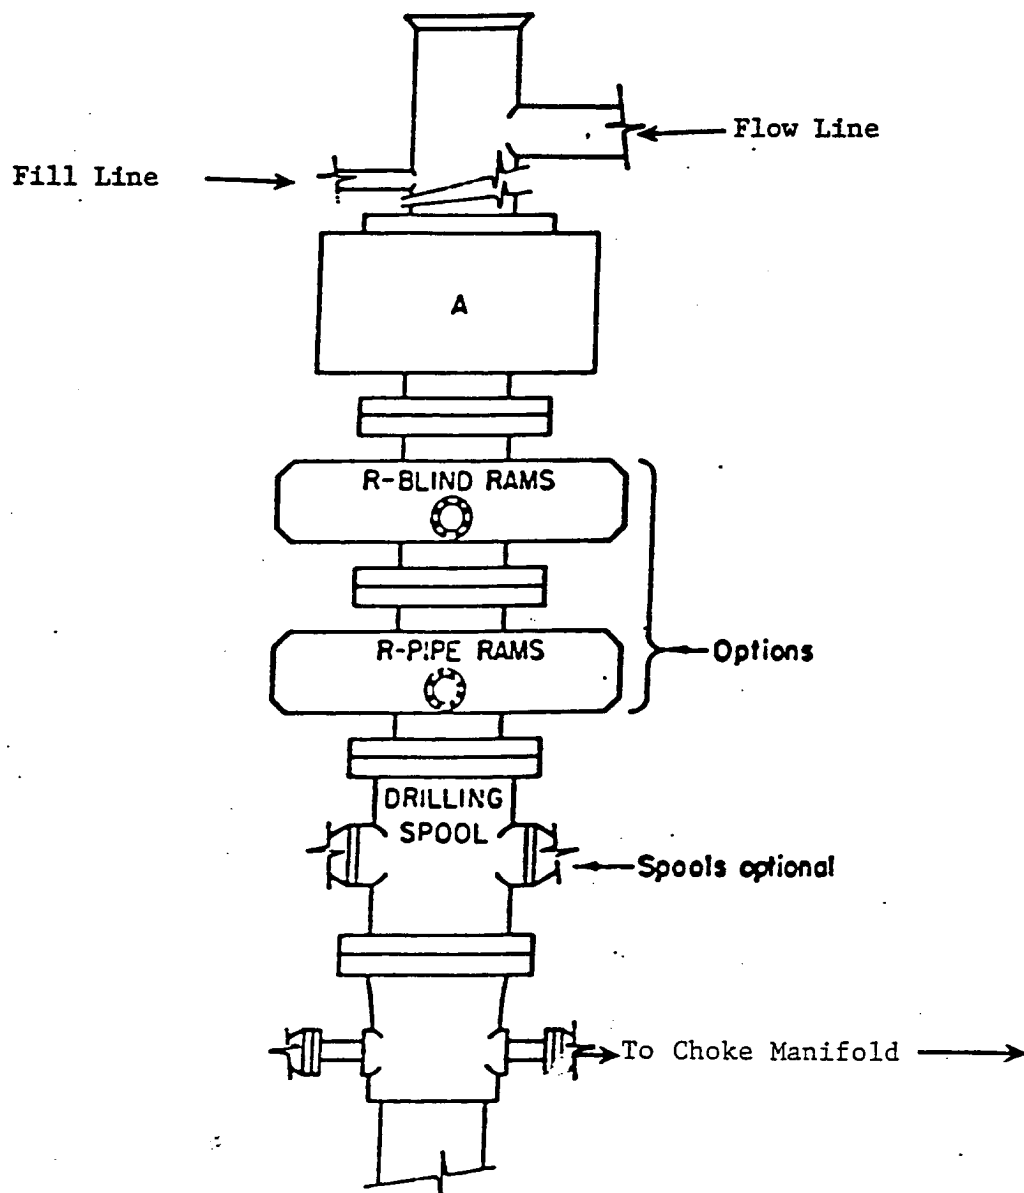 Flow Line
Fill Line
A
R-BLIND RAMS
R-PIPE RAMS
Options
DRILLING
SPOOL
Spools optional
To Choke Manifold